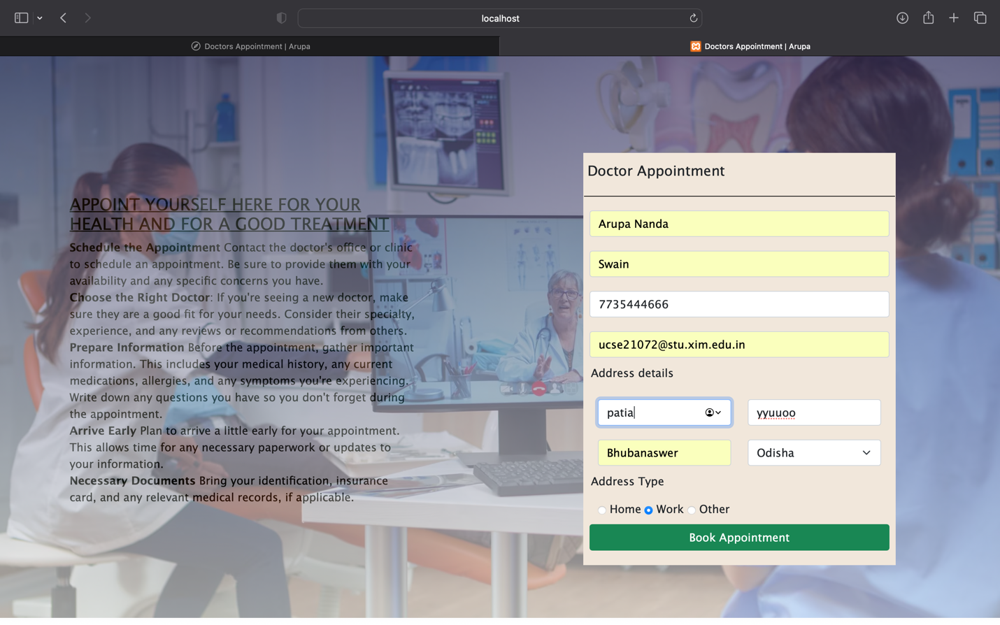 localhost
Doctors Appointment | Arupa
Doctors Appointment | Arupa
APPOINT YOURSELF HERE FOR YOUR
HEALTH AND FOR A GOOD TREATMENT
Schedule the Appointment Contact the doctor's office or clinic
to schedule an appointment. Be sure to provide them with your
availability and any specific concerns you have.
Choose the Right Doctor: If you're seeing a new doctor, make
sure they are a good fit for your needs. Consider their specialty,
experience, and any reviews or recommendations from others.
Prepare Information Before the appointment, gather important
information. This includes your medical history, any current
medications, allergies, and any symptoms you're experiencing.
Write down any questions you have so you don't forget during
the appointment.
Arrive Early Plan to arrive a little early for your appointment.
This allows time for any necessary paperwork or updates to
your information.
Necessary Documents Bring your identification, insurance
card, and any relevant medical records, if applicable.
Doctor Appointment
Arupa Nanda
Swain
7735444666
ucse21072@stu.xim.edu.in
Address details
patia yyuuoo
Bhubanaswer Odisha
Address Type
Home Work Other
Book Appointment